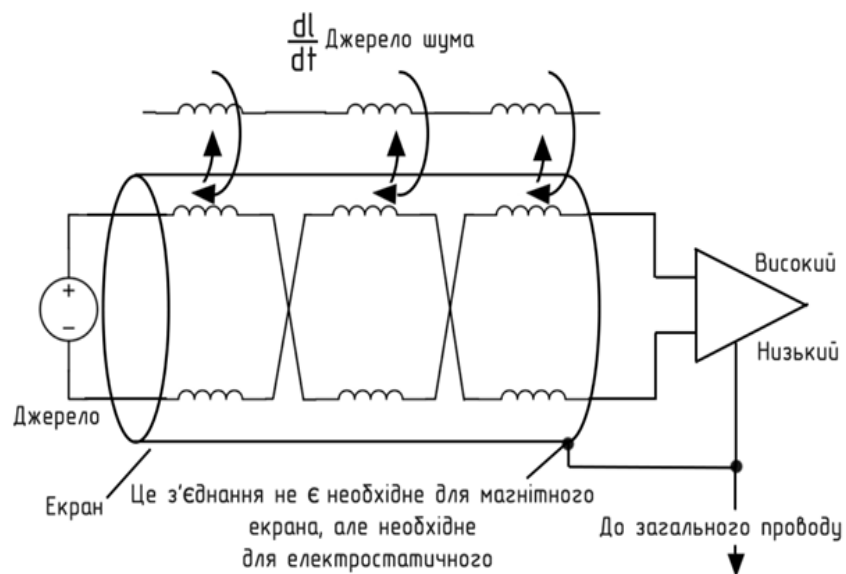 dI
dt
Джерело шума
+
−
Високий
Низький
Джерело
Екран
Це з'єднання не є необхідне для магнітного
екрана, але необхідне
для електростатичного
До загального проводу